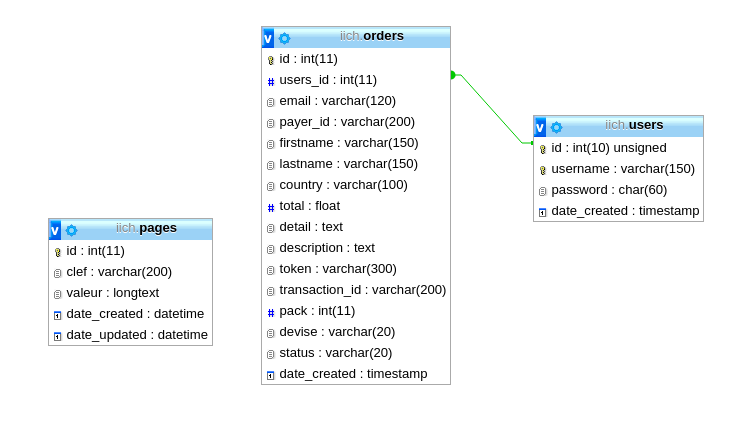 iich.orders
id : int(11)
users_id : int(11)
email : varchar(120)
payer_id : varchar(200)
firstname : varchar(150)
lastname : varchar(150)
country : varchar(100)
total : float
detail : text
description : text
token : varchar(300)
transaction_id : varchar(200)
pack : int(11)
devise : varchar(20)
status : varchar(20)
date_created : timestamp
iich.users
id : int(10) unsigned
username : varchar(150)
password : char(60)
date_created : timestamp
iich.pages
id : int(11)
clef : varchar(200)
valeur : longtext
date_created : datetime
date_updated : datetime